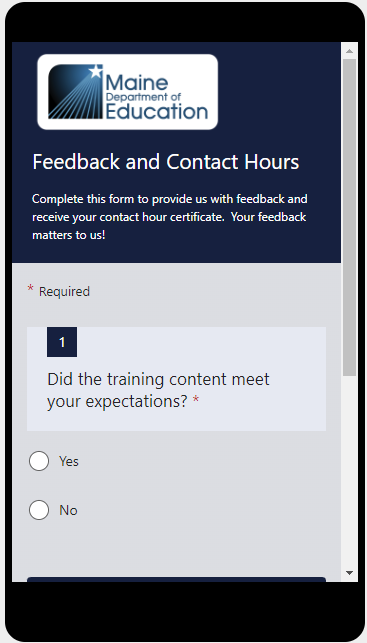 Maine
Department of
Education
Feedback and Contact Hours
Complete this form to provide us with feedback and
receive your contact hour certificate.  Your feedback
matters to us!
* Required
1
Did the training content meet
your expectations? *
Yes
No